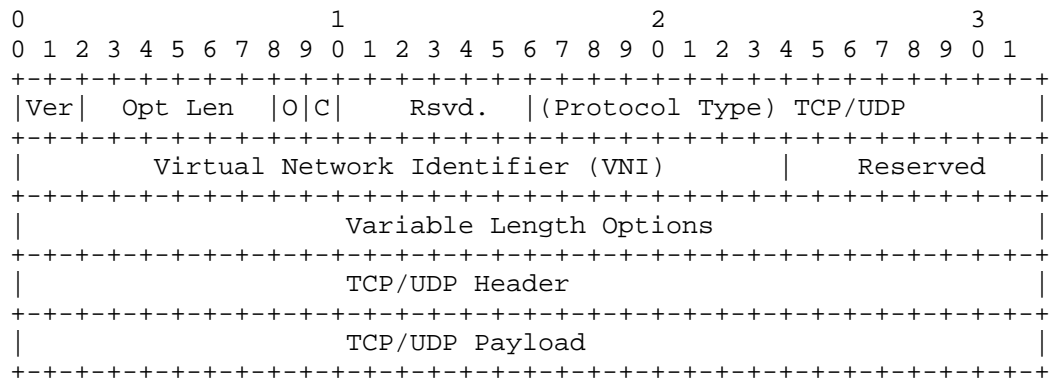 0                   1                   2                   3
0 1 2 3 4 5 6 7 8 9 0 1 2 3 4 5 6 7 8 9 0 1 2 3 4 5 6 7 8 9 0 1
+-+-+-+-+-+-+-+-+-+-+-+-+-+-+-+-+-+-+-+-+-+-+-+-+-+-+-+-+-+-+-+-+
|Ver|  Opt Len  |O|C|    Rsvd.  |(Protocol Type) TCP/UDP        |
+-+-+-+-+-+-+-+-+-+-+-+-+-+-+-+-+-+-+-+-+-+-+-+-+-+-+-+-+-+-+-+-+
|        Virtual Network Identifier (VNI)       |    Reserved   |
+-+-+-+-+-+-+-+-+-+-+-+-+-+-+-+-+-+-+-+-+-+-+-+-+-+-+-+-+-+-+-+-+
|                    Variable Length Options                    |
+-+-+-+-+-+-+-+-+-+-+-+-+-+-+-+-+-+-+-+-+-+-+-+-+-+-+-+-+-+-+-+-+
|                    TCP/UDP Header                             |
+-+-+-+-+-+-+-+-+-+-+-+-+-+-+-+-+-+-+-+-+-+-+-+-+-+-+-+-+-+-+-+-+
|                    TCP/UDP Payload                            |
+-+-+-+-+-+-+-+-+-+-+-+-+-+-+-+-+-+-+-+-+-+-+-+-+-+-+-+-+-+-+-+-+